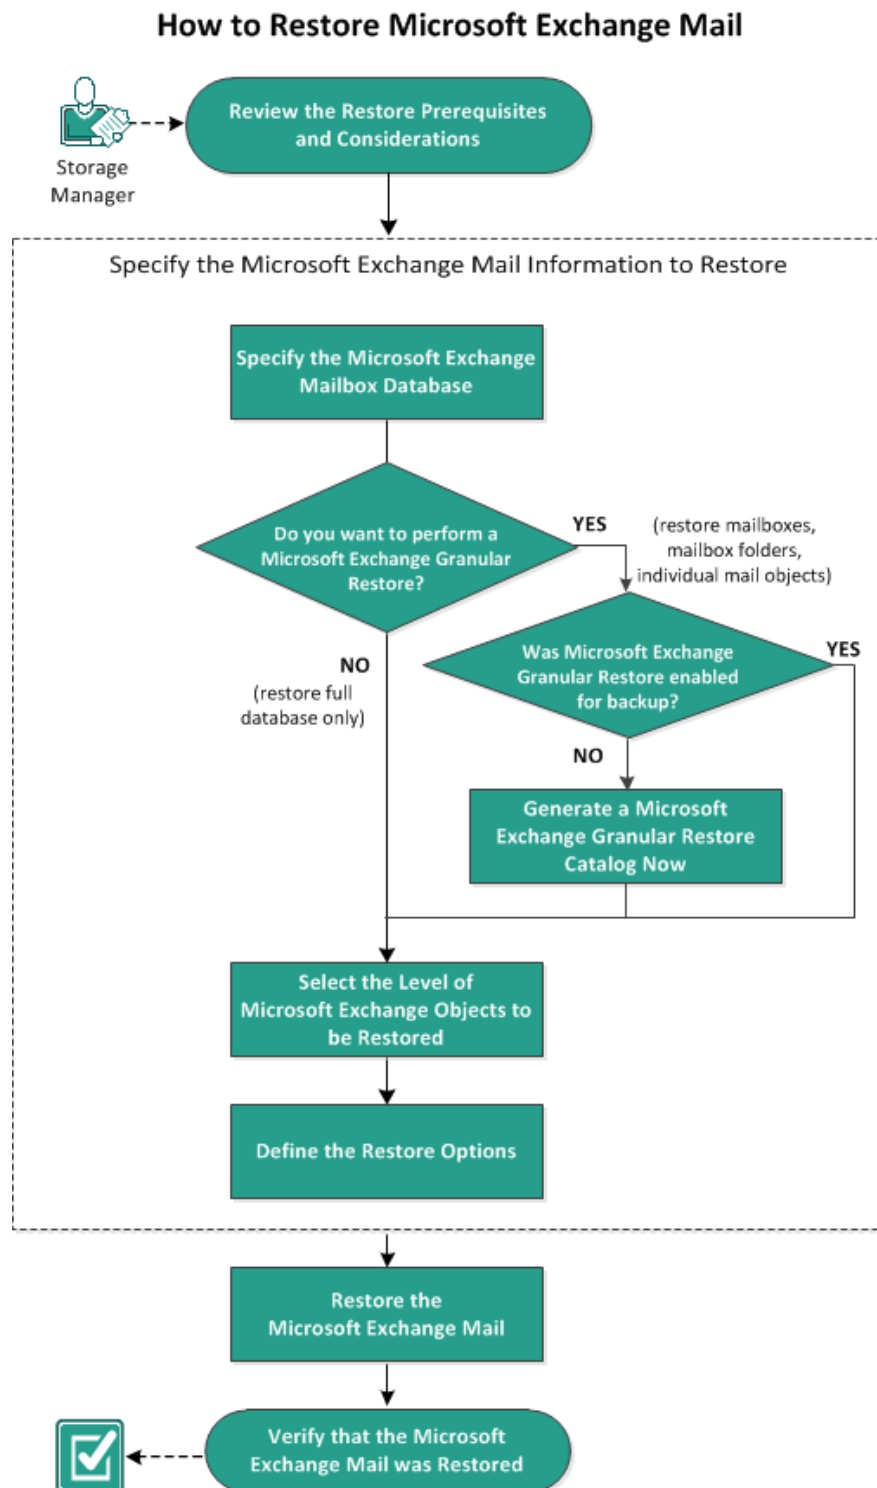 How to Restore Microsoft Exchange Mail
Review the Restore Prerequisites
and Considerations
Storage
Manager
Specify the Microsoft Exchange Mail Information to Restore
Specify the Microsoft Exchange
Mailbox Database
Do you want to perform a
Microsoft Exchange Granular
Restore?
YES
(restore mailboxes,
mailbox folders,
individual mail objects)
Was Microsoft Exchange
Granular Restore enabled
for backup?
YES
NO
(restore full
database only)
NO
Generate a Microsoft
Exchange Granular Restore
Catalog Now
Select the Level of
Microsoft Exchange Objects to
be Restored
Define the Restore Options
Restore the
Microsoft Exchange Mail
Verify that the Microsoft
Exchange Mail was Restored